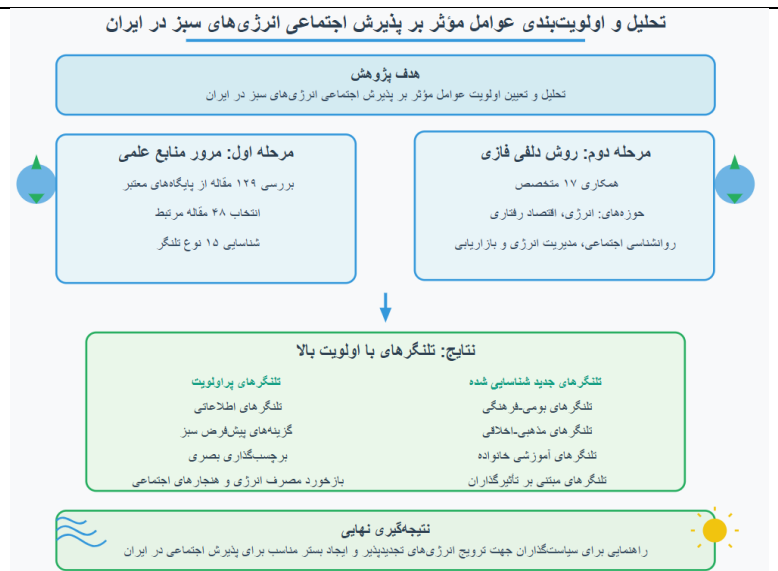 تحلیل و اولویت‌بندی عوامل مؤثر بر پذیرش اجتماعی انرژی‌های سبز در ایران
هدف پژوهش
تحلیل و تعیین اولویت عوامل مؤثر بر پذیرش اجتماعی انرژی‌های سبز در ایران
مرحله دوم: روش دلفی فازی
همکاری ۱۷ متخصص
حوزه‌های: انرژی، اقتصاد رفتاری
روانشناسی اجتماعی، مدیریت انرژی و بازاریابی
مرحله اول: مرور منابع علمی
بررسی ۱۲۹ مقاله از پایگاه‌های معتبر
انتخاب ۴۸ مقاله مرتبط
شناسایی ۱۵ نوع تلنگر
نتایج: تلنگرهای با اولویت بالا
تلنگرهای جدید شناسایی شده
تلنگرهای بومی-فرهنگی
تلنگرهای مذهبی-اخلاقی
تلنگرهای آموزشی خانواده
تلنگرهای مبتنی بر تأثیرگذاران
تلنگرهای پراولویت
تلنگرهای اطلاعاتی
گزینه‌های پیش‌فرض سبز
برچسب‌گذاری بصری
بازخورد مصرف انرژی و هنجارهای اجتماعی
نتیجه‌گیری نهایی
راهنمایی برای سیاست‌گذاران جهت ترویج انرژی‌های تجدیدپذیر و ایجاد بستر مناسب برای پذیرش اجتماعی در ایران